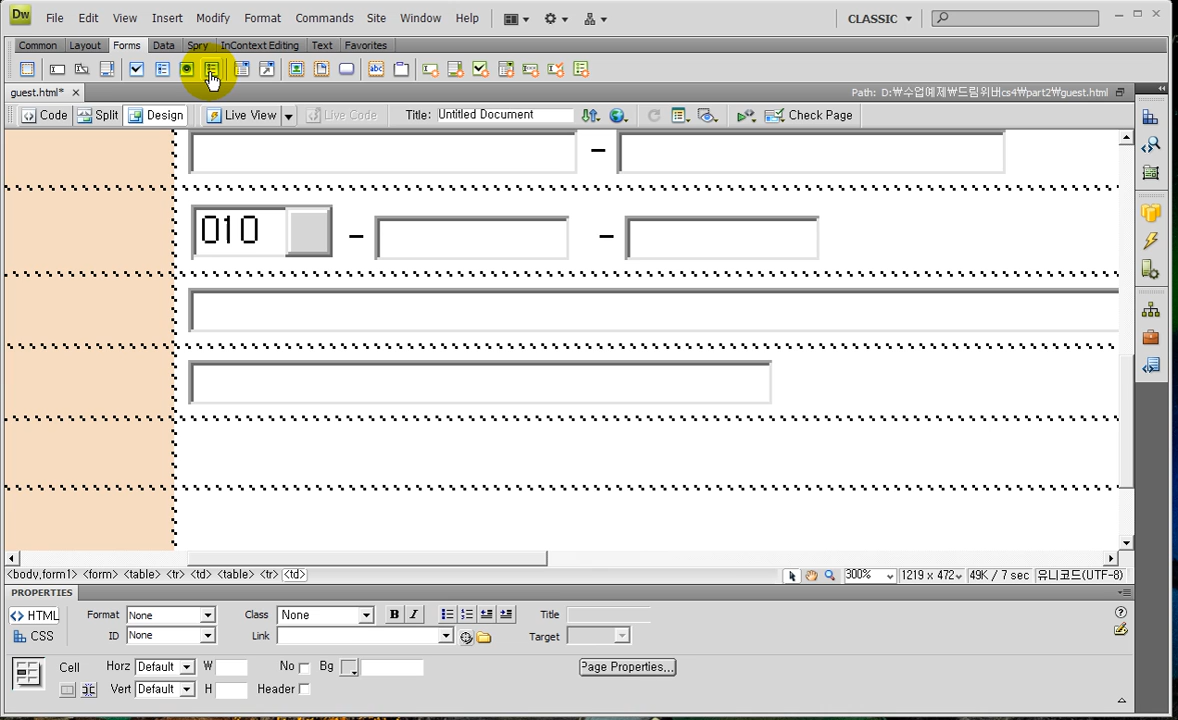 Dw File Edit View Insert Modify Format Commands Site Window Help CLASSIC
Common Layout Forms Data Spry InContext Editing Text Favorites
guest.html* × Path: D:\수업예제\드림위버cs4\part2\guest.html
Code Split Design Live View Live Code Title: Untitled Document Check Page
-
010 - -
<body,form1> <form> <table> <tr> <td> <table> <tr> <td> 300% 1219 x 472 49K / 7 sec 유니코드(UTF-8)
PROPERTIES
<> HTML Format None Class None B I Title
CSS ID None Link Target
Cell Horz Default W No Bg Page Properties...
Vert Default H Header